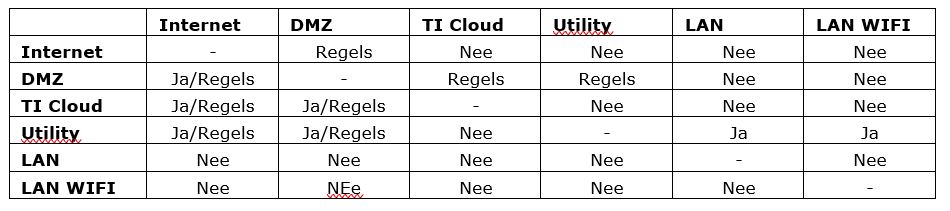 Internet DMZ TI Cloud Utility LAN LAN WIFI
Internet - Regels Nee Nee Nee Nee
DMZ Ja/Regels - Regels Regels Nee Nee
TI Cloud Ja/Regels Ja/Regels - Nee Nee Nee
Utility Ja/Regels Ja/Regels Nee - Ja Ja
LAN Nee Nee Nee Nee - Nee
LAN WIFI Nee NEe Nee Nee Nee -